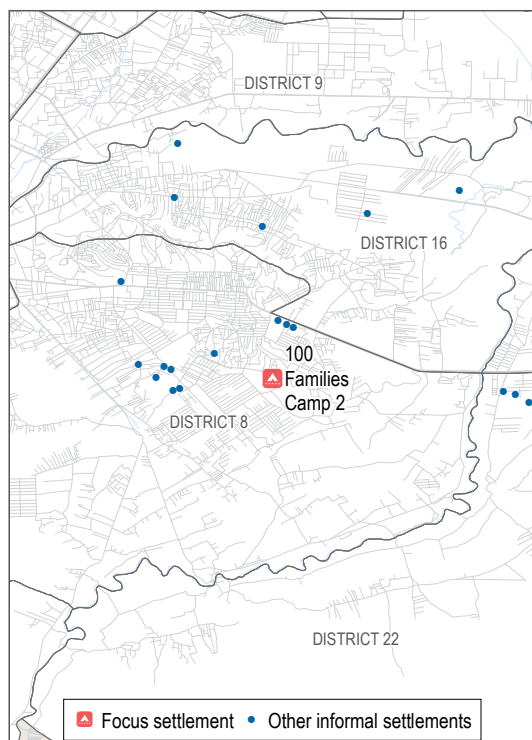 DISTRICT 9
DISTRICT 16
100
Families
Camp 2
DISTRICT 8
DISTRICT 22
Focus settlement
Other informal settlements